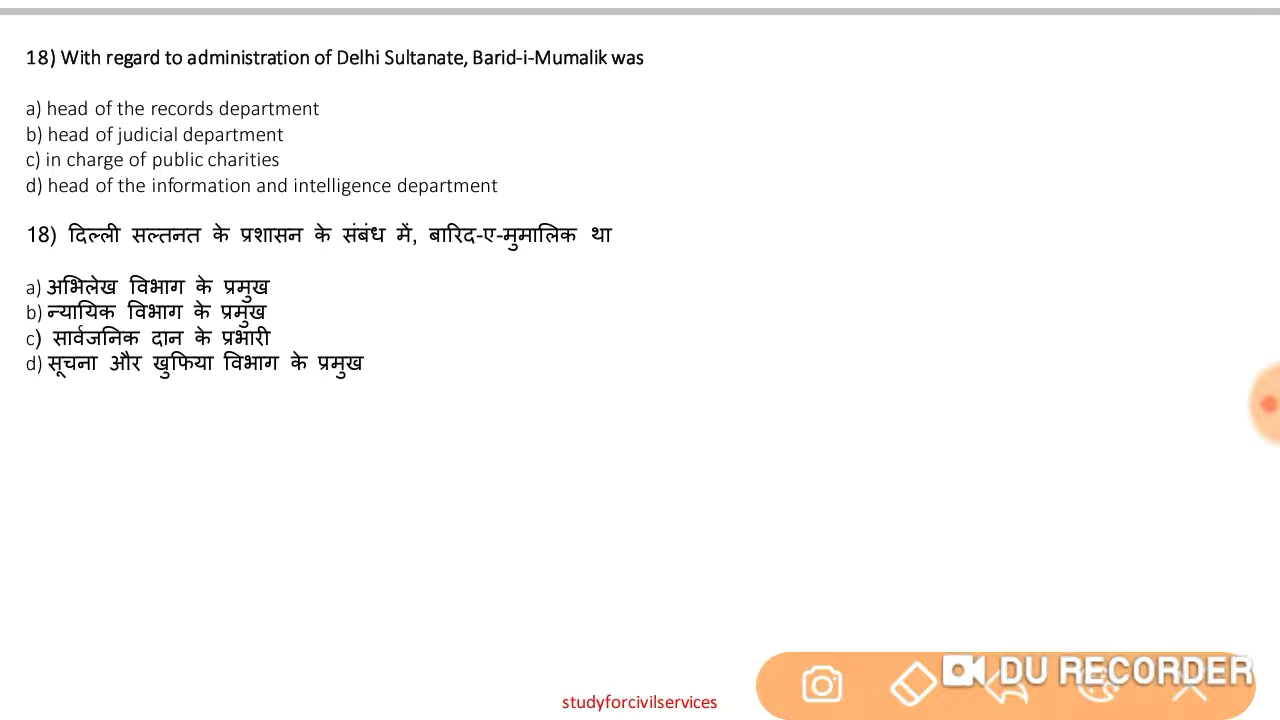 18) With regard to administration of Delhi Sultanate, Barid-i-Mumalik was
a) head of the records department
b) head of judicial department
c) in charge of public charities
d) head of the information and intelligence department
18) दिल्ली सल्तनत के प्रशासन के संबंध में, बारिद-ए-मुमालिक था
a) अभिलेख विभाग के प्रमुख
b) न्यायिक विभाग के प्रमुख
c) सार्वजनिक दान के प्रभारी
d) सूचना और खुफिया विभाग के प्रमुख
DU RECORDER
studyforcivilservices